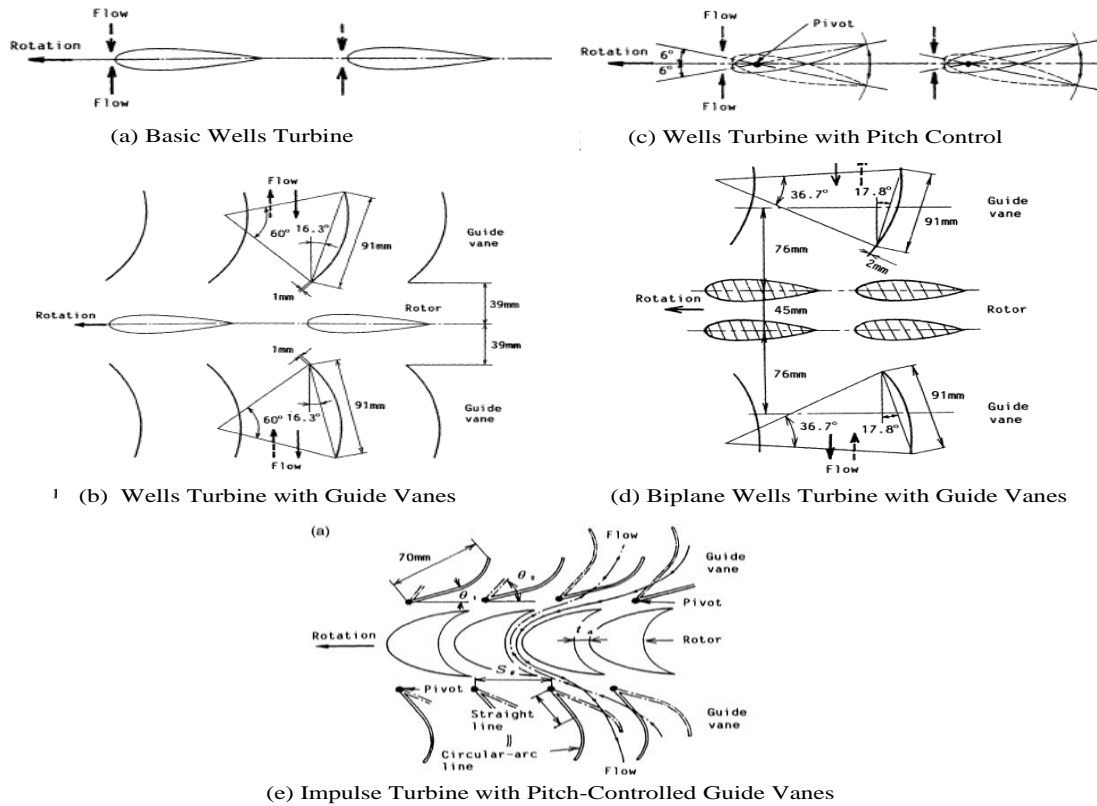 Flow
Rotation
Flow
(a) Basic Wells Turbine
Flow
Pivot
Rotation
6°
6°
Flow
(c) Wells Turbine with Pitch Control
Flow
60°
16.3°
91mm
Guide
vane
1mm
39mm
Rotation
Rotor
39mm
1mm
91mm
60°
16.3°
Guide
vane
Flow
(b) Wells Turbine with Guide Vanes
Flow
36.7°
17.8°
Guide
vane
91mm
76mm
2mm
Rotation
45mm
Rotor
76mm
91mm
36.7°
17.8°
Guide
vane
Flow
(d) Biplane Wells Turbine with Guide Vanes
(a)
70mm
Flow
Guide
vane
θ₂
θ₁
Pivot
Rotation
tₐ
Rotor
Pivot
Straight
line
Guide
vane
Circular-arc
line
Flow
(e) Impulse Turbine with Pitch-Controlled Guide Vanes